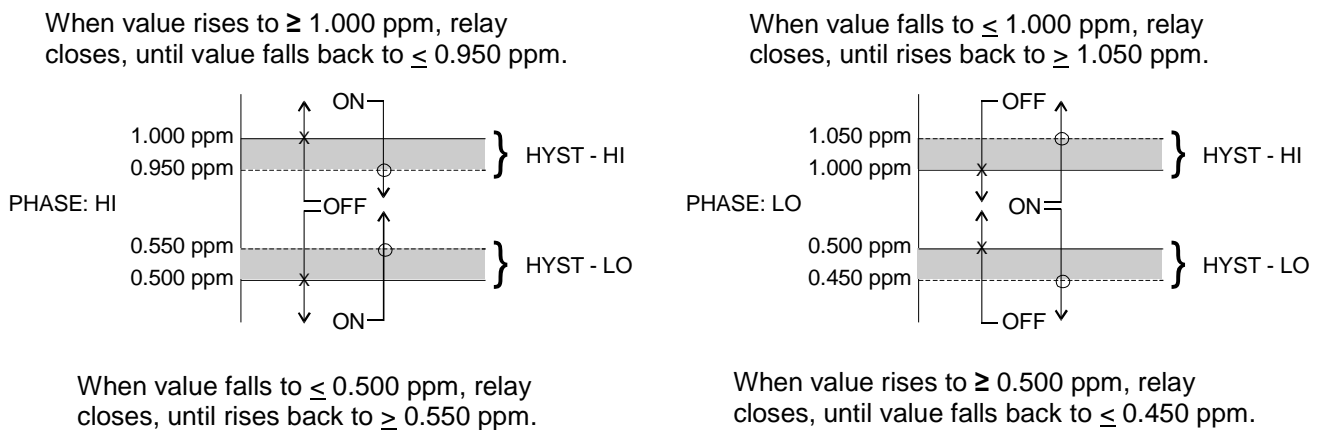 When value rises to ≥ 1.000 ppm, relay
closes, until value falls back to ≤ 0.950 ppm.
ON
1.000 ppm
0.950 ppm
HYST - HI
PHASE: HI
OFF
0.550 ppm
0.500 ppm
HYST - LO
ON
When value falls to ≤ 0.500 ppm, relay
closes, until rises back to ≥ 0.550 ppm.
When value falls to ≤ 1.000 ppm, relay
closes, until rises back to ≥ 1.050 ppm.
OFF
1.050 ppm
1.000 ppm
HYST - HI
PHASE: LO
ON
0.500 ppm
0.450 ppm
HYST - LO
OFF
When value rises to ≥ 0.500 ppm, relay
closes, until value falls back to ≤ 0.450 ppm.